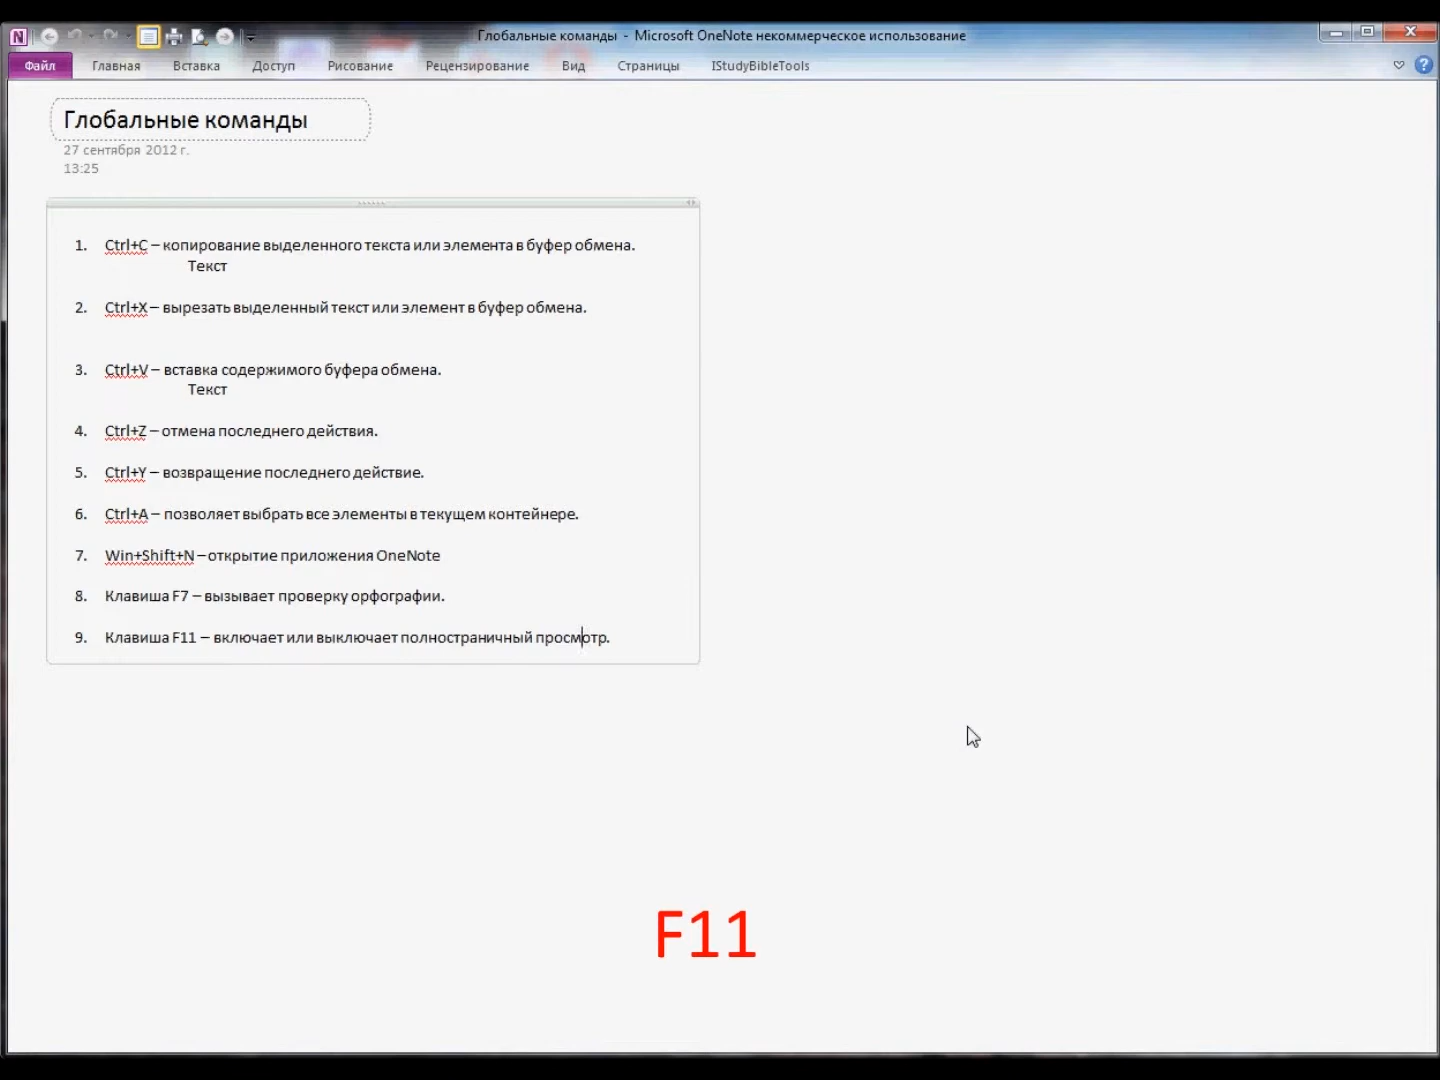 Глобальные команды - Microsoft OneNote некоммерческое использование
Файл Главная Вставка Доступ Рисование Рецензирование Вид Страницы IStudyBibleTools
Глобальные команды
27 сентября 2012 г.
13:25
1. Ctrl+C – копирование выделенного текста или элемента в буфер обмена.
Текст
2. Ctrl+X – вырезать выделенный текст или элемент в буфер обмена.
3. Ctrl+V – вставка содержимого буфера обмена.
Текст
4. Ctrl+Z – отмена последнего действия.
5. Ctrl+Y – возвращение последнего действие.
6. Ctrl+A – позволяет выбрать все элементы в текущем контейнере.
7. Win+Shift+N – открытие приложения OneNote
8. Клавиша F7 – вызывает проверку орфографии.
9. Клавиша F11 – включает или выключает полностраничный просмотр.
F11